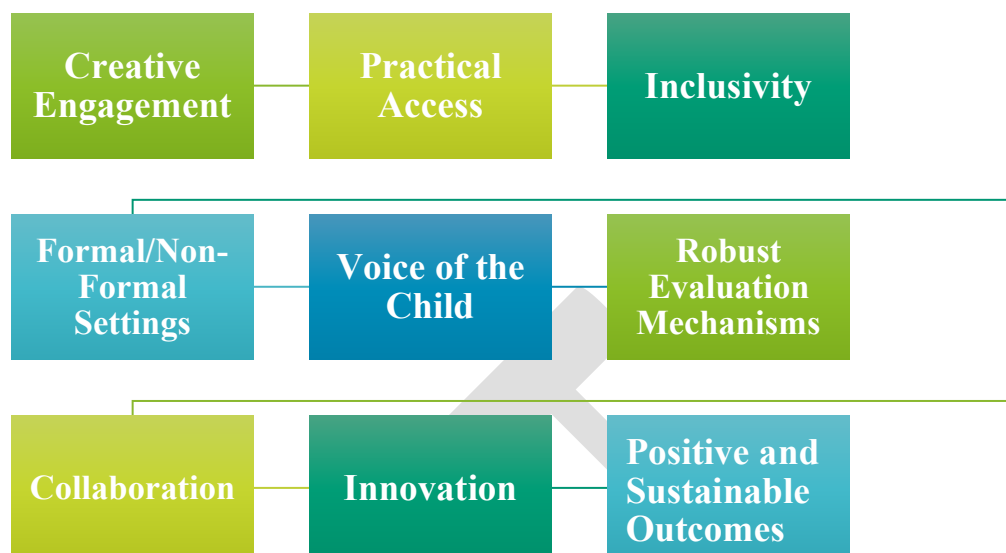 Creative
Engagement
Practical
Access
Inclusivity
Formal/Non-
Formal
Settings
Voice of the
Child
Robust
Evaluation
Mechanisms
Collaboration
Innovation
Positive and
Sustainable
Outcomes